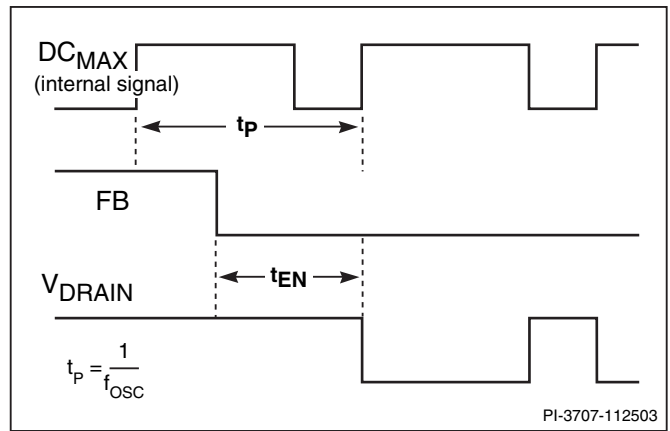 DCMAX
(internal signal)
tP
FB
tEN
VDRAIN
tP = 1/fOSC
PI-3707-112503